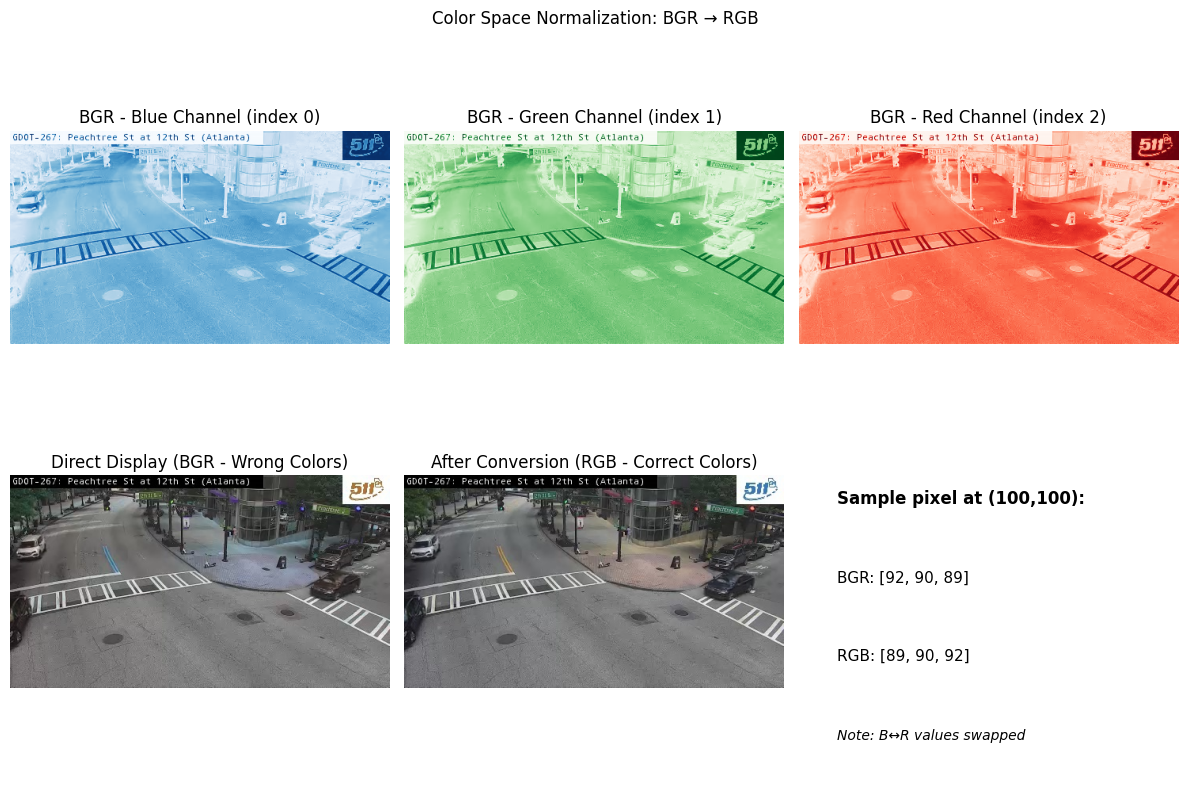 Color Space Normalization: BGR → RGB
BGR - Blue Channel (index 0)
BGR - Green Channel (index 1)
BGR - Red Channel (index 2)
GDOT-267: Peachtree St at 12th St (Atlanta)
511
GDOT-267: Peachtree St at 12th St (Atlanta)
511
GDOT-267: Peachtree St at 12th St (Atlanta)
511
Direct Display (BGR - Wrong Colors)
After Conversion (RGB - Correct Colors)
GDOT-267: Peachtree St at 12th St (Atlanta)
511
GDOT-267: Peachtree St at 12th St (Atlanta)
511
Sample pixel at (100,100):
BGR: [92, 90, 89]
RGB: [89, 90, 92]
Note: B↔R values swapped